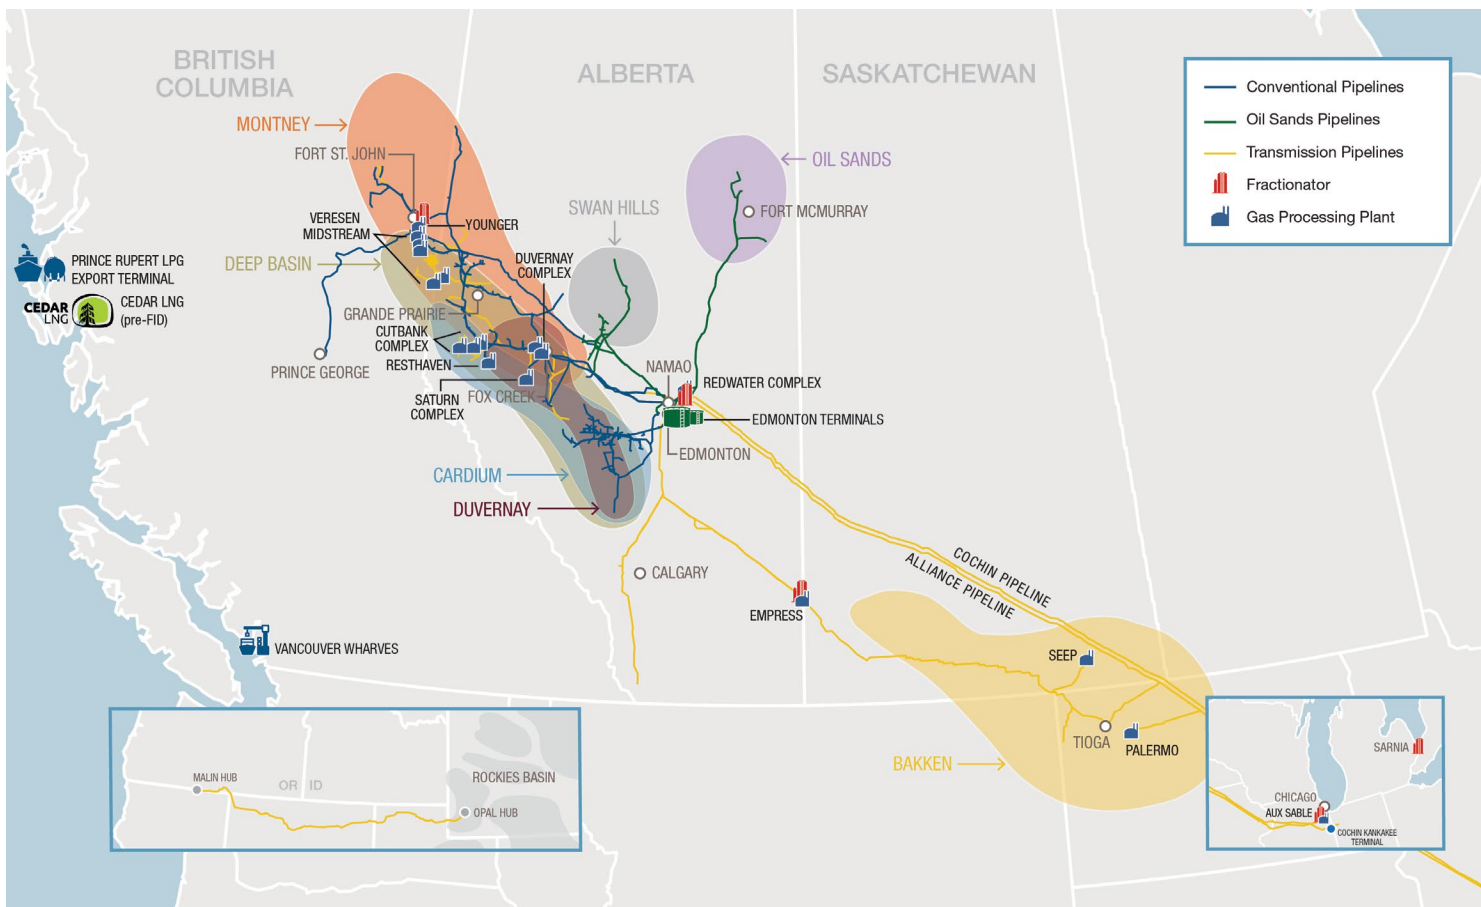 BRITISH
COLUMBIA
ALBERTA
SASKATCHEWAN
Conventional Pipelines
Oil Sands Pipelines
Transmission Pipelines
Fractionator
Gas Processing Plant
MONTNEY
FORT ST. JOHN
OIL SANDS
SWAN HILLS
FORT MCMURRAY
VERESEN
MIDSTREAM
YOUNGER
PRINCE RUPERT LPG
EXPORT TERMINAL
DEEP BASIN
DUVERNAY
COMPLEX
CEDAR
LNG
CEDAR LNG
(pre-FID)
GRANDE PRAIRIE
CUTBANK
COMPLEX
RESTHAVEN
PRINCE GEORGE
NAMAO
REDWATER COMPLEX
SATURN
COMPLEX
FOX CREEK
EDMONTON TERMINALS
EDMONTON
CARDIUM
DUVERNAY
CALGARY
COCHIN PIPELINE
ALLIANCE PIPELINE
EMPRESS
VANCOUVER WHARVES
SEEP
TIOGA
PALERMO
BAKKEN
MALIN HUB
OR
ID
ROCKIES BASIN
OPAL HUB
SARNIA
CHICAGO
AUX SABLE
COCHIN KANKAKEE
TERMINAL